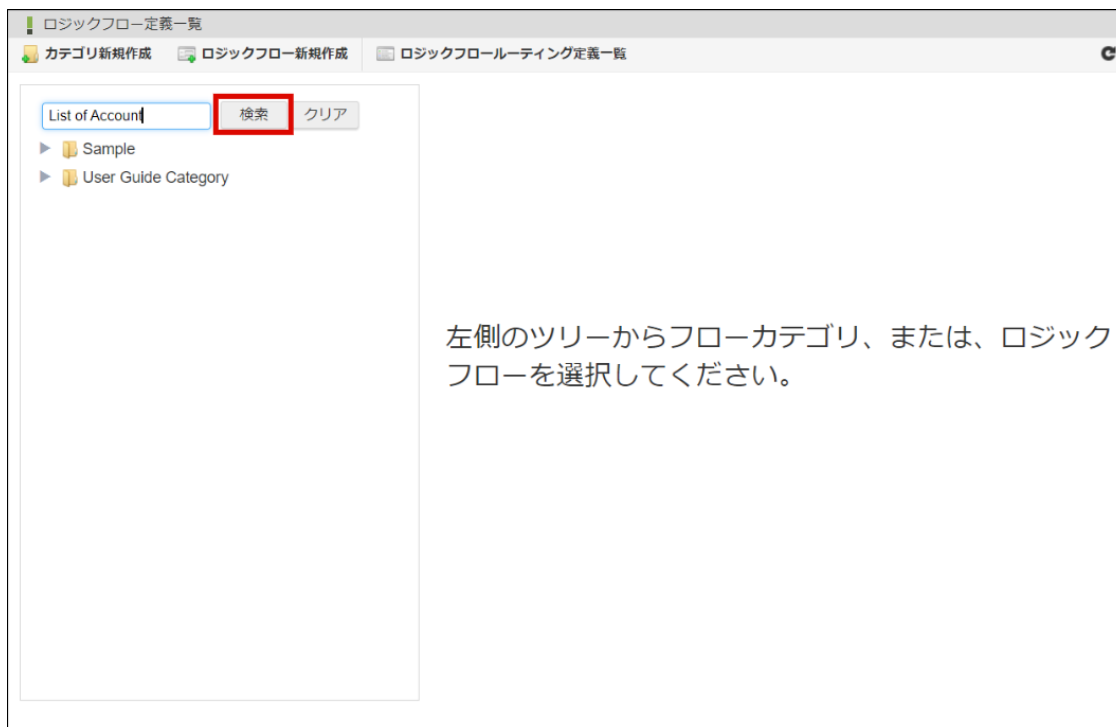 ロジックフロー定義一覧
カテゴリ新規作成 ロジックフロー新規作成 ロジックフロールーティング定義一覧
List of Account 検索 クリア
Sample
User Guide Category
左側のツリーからフローカテゴリ、または、ロジック
フローを選択してください。